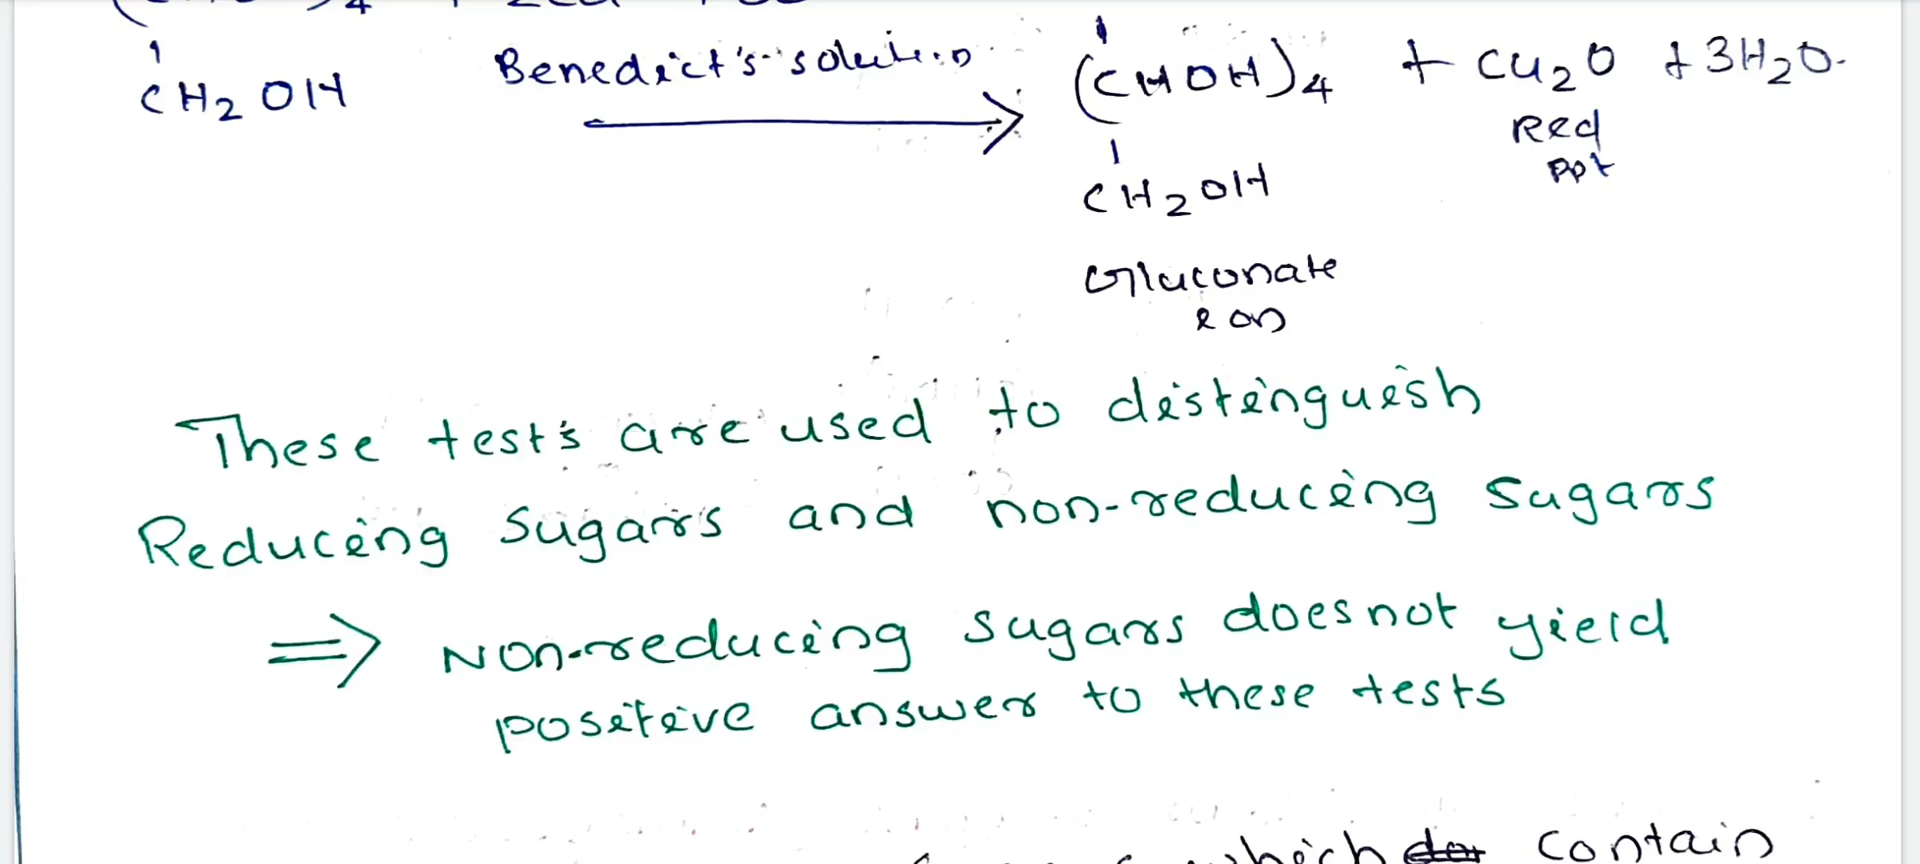 CH2OH
Benedict's solution
(CHOH)4 + Cu2O + 3H2O.
Red
ppt
CH2OH
Gluconate
ion
These tests are used to distinguish
Reducing sugars and non-reducing sugars
⇒ Non-reducing sugars does not yield
positive answer to these tests
which contain